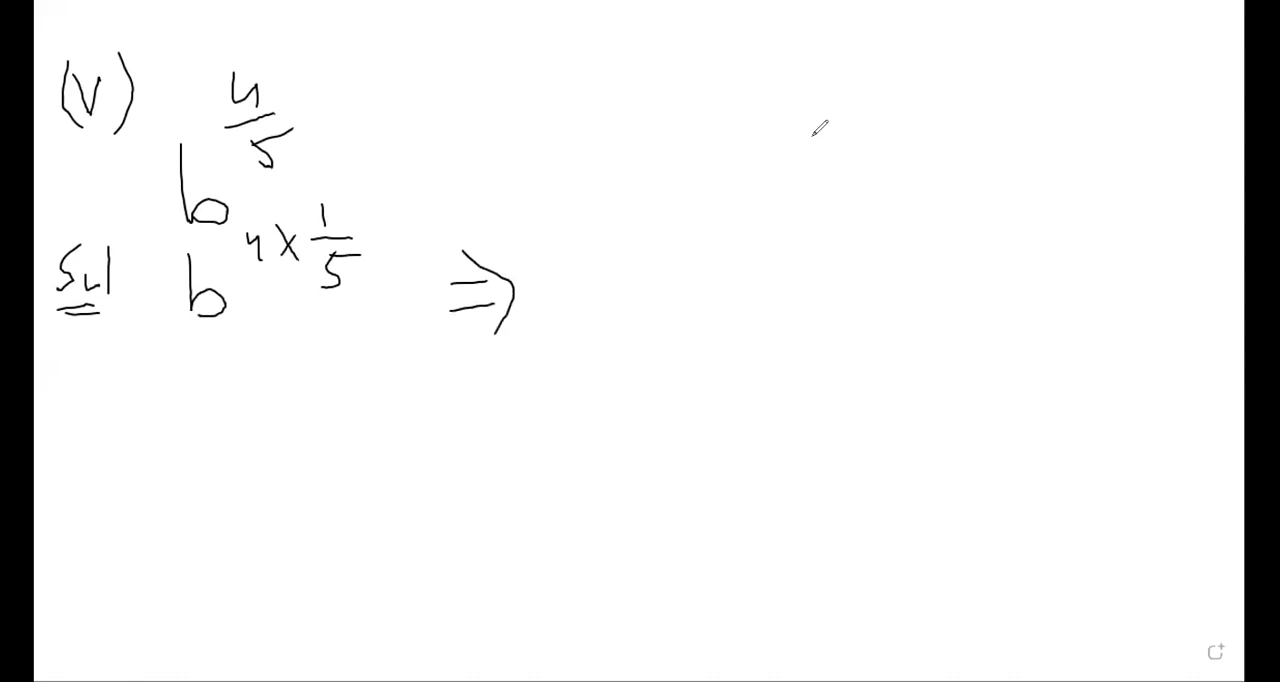 (V) b^{4/5}
Sol b^{4 × 1/5} ⇒